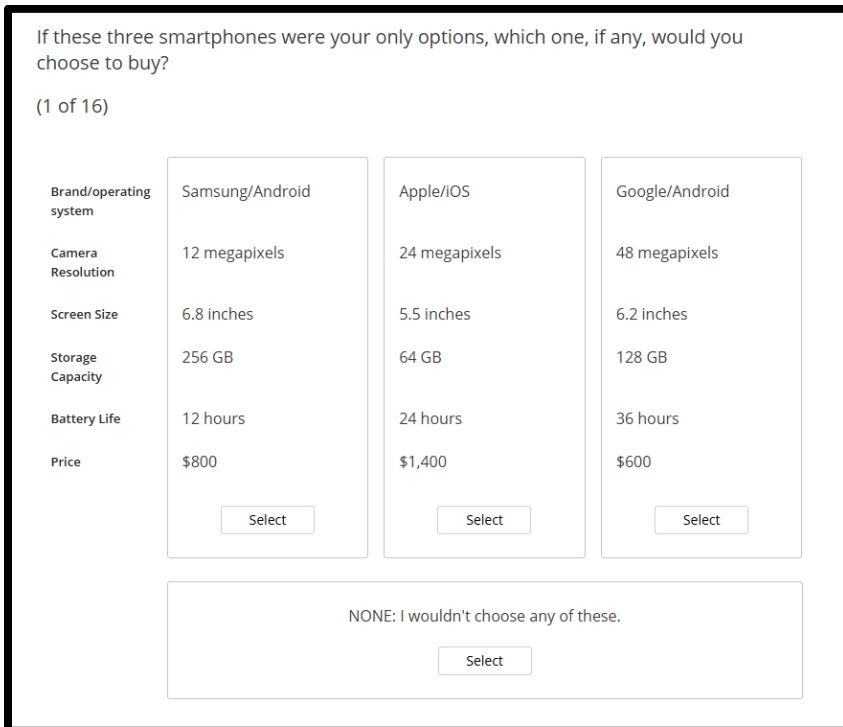 If these three smartphones were your only options, which one, if any, would you
choose to buy?
(1 of 16)
Brand/operating
system
Samsung/Android
Apple/iOS
Google/Android
Camera
Resolution
12 megapixels
24 megapixels
48 megapixels
Screen Size
6.8 inches
5.5 inches
6.2 inches
Storage
Capacity
256 GB
64 GB
128 GB
Battery Life
12 hours
24 hours
36 hours
Price
$800
$1,400
$600
Select
Select
Select
NONE: I wouldn't choose any of these.
Select